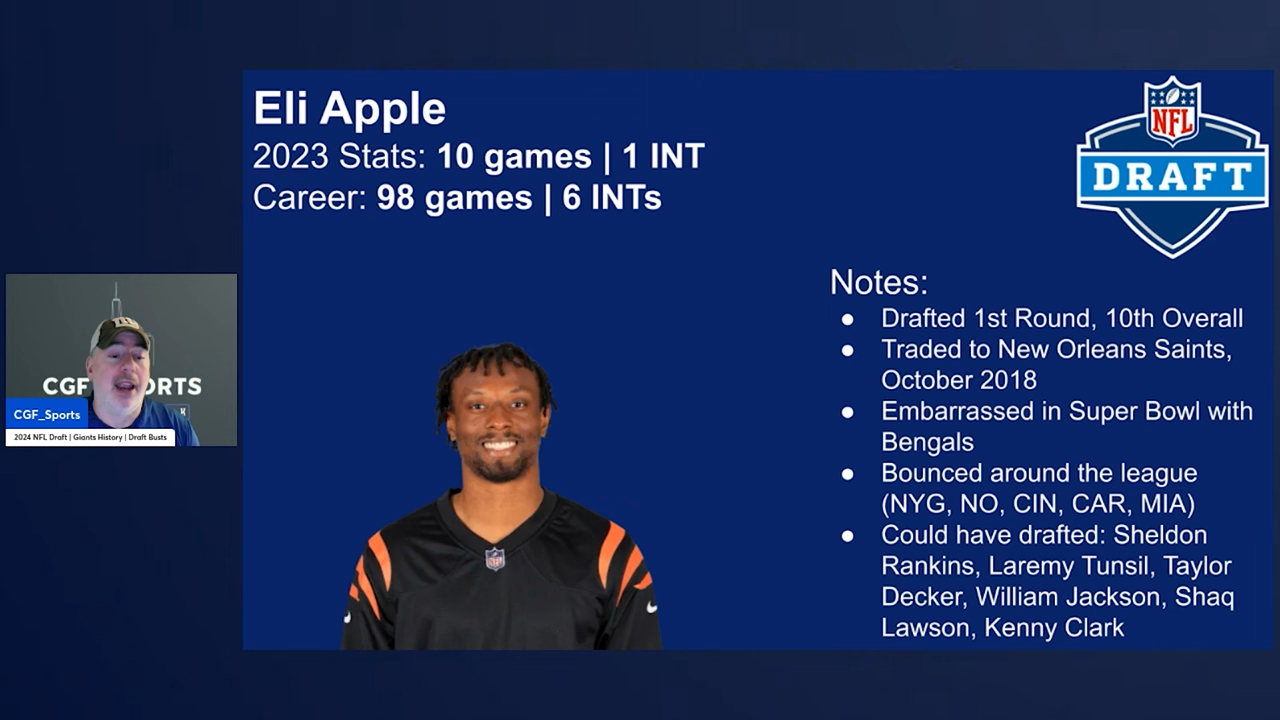 Eli Apple
2023 Stats: 10 games | 1 INT
Career: 98 games | 6 INTs
NFL
DRAFT
Notes:
● Drafted 1st Round, 10th Overall
● Traded to New Orleans Saints,
October 2018
● Embarrassed in Super Bowl with
Bengals
● Bounced around the league
(NYG, NO, CIN, CAR, MIA)
● Could have drafted: Sheldon
Rankins, Laremy Tunsil, Taylor
Decker, William Jackson, Shaq
Lawson, Kenny Clark
CGF_Sports
2024 NFL Draft | Giants History | Draft Busts